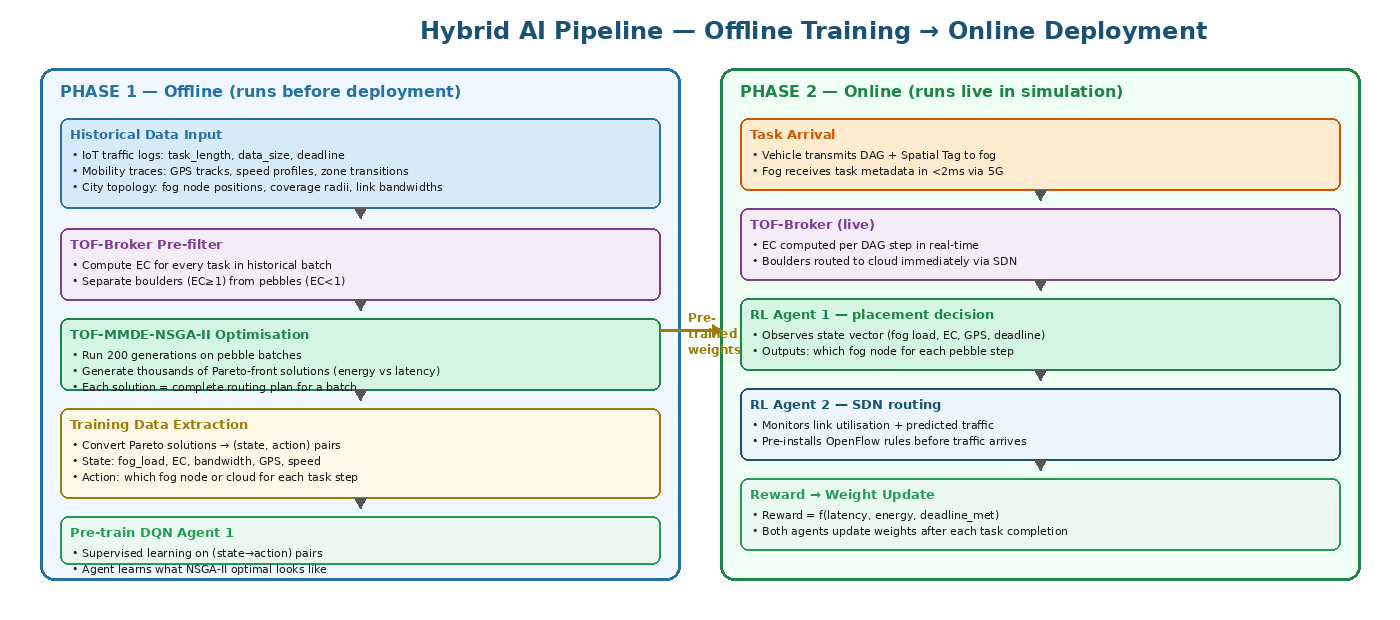 Hybrid AI Pipeline — Offline Training → Online Deployment
PHASE 1 — Offline (runs before deployment)
Historical Data Input
• IoT traffic logs: task_length, data_size, deadline
• Mobility traces: GPS tracks, speed profiles, zone transitions
• City topology: fog node positions, coverage radii, link bandwidths
TOF-Broker Pre-filter
• Compute EC for every task in historical batch
• Separate boulders (EC≥1) from pebbles (EC<1)
TOF-MMDE-NSGA-II Optimisation
• Run 200 generations on pebble batches
• Generate thousands of Pareto-front solutions (energy vs latency)
• Each solution = complete routing plan for a batch
Training Data Extraction
• Convert Pareto solutions → (state, action) pairs
• State: fog_load, EC, bandwidth, GPS, speed
• Action: which fog node or cloud for each task step
Pre-train DQN Agent 1
• Supervised learning on (state→action) pairs
• Agent learns what NSGA-II optimal looks like
Pre-
trained
weights
PHASE 2 — Online (runs live in simulation)
Task Arrival
• Vehicle transmits DAG + Spatial Tag to fog
• Fog receives task metadata in <2ms via 5G
TOF-Broker (live)
• EC computed per DAG step in real-time
• Boulders routed to cloud immediately via SDN
RL Agent 1 — placement decision
• Observes state vector (fog load, EC, GPS, deadline)
• Outputs: which fog node for each pebble step
RL Agent 2 — SDN routing
• Monitors link utilisation + predicted traffic
• Pre-installs OpenFlow rules before traffic arrives
Reward → Weight Update
• Reward = f(latency, energy, deadline_met)
• Both agents update weights after each task completion